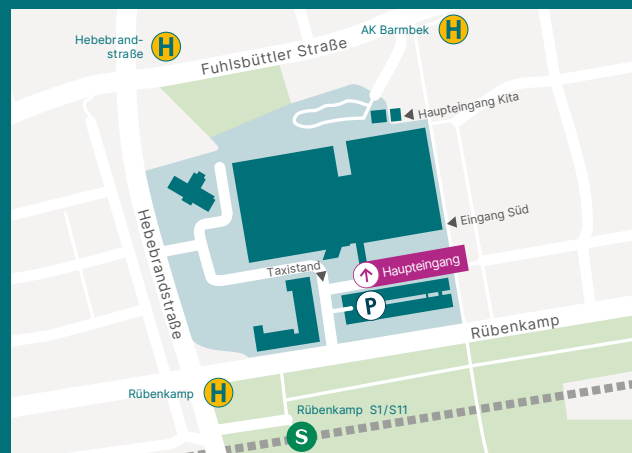 Hebebrand-
straße
H
AK Barmbek
H
Fuhlsbüttler Straße
Haupteingang Kita
Eingang Süd
Hebebrandstraße
Taxistand
Haupteingang
P
Rübenkamp
Rübenkamp
H
Rübenkamp S1/S11
S